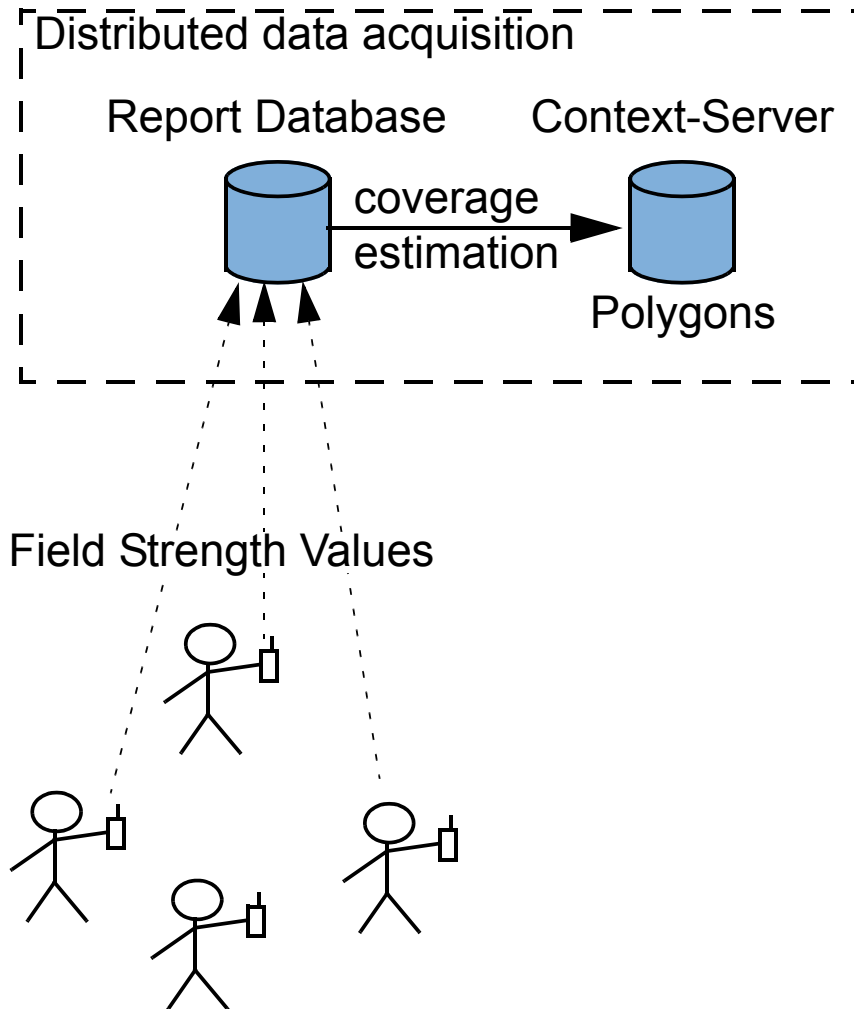 Distributed data acquisition
Report Database
Context-Server
coverage
estimation
Polygons
Field Strength Values